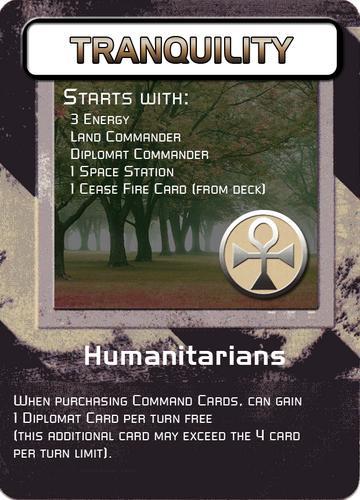 TRANQUILITY
STARTS WITH:
3 ENERGY
LAND COMMANDER
DIPLOMAT COMMANDER
1 SPACE STATION
1 CEASE FIRE CARD (FROM DECK)
Humanitarians
WHEN PURCHASING COMMAND CARDS, CAN GAIN
1 DIPLOMAT CARD PER TURN FREE
(THIS ADDITIONAL CARD MAY EXCEED THE 4 CARD
PER TURN LIMIT).